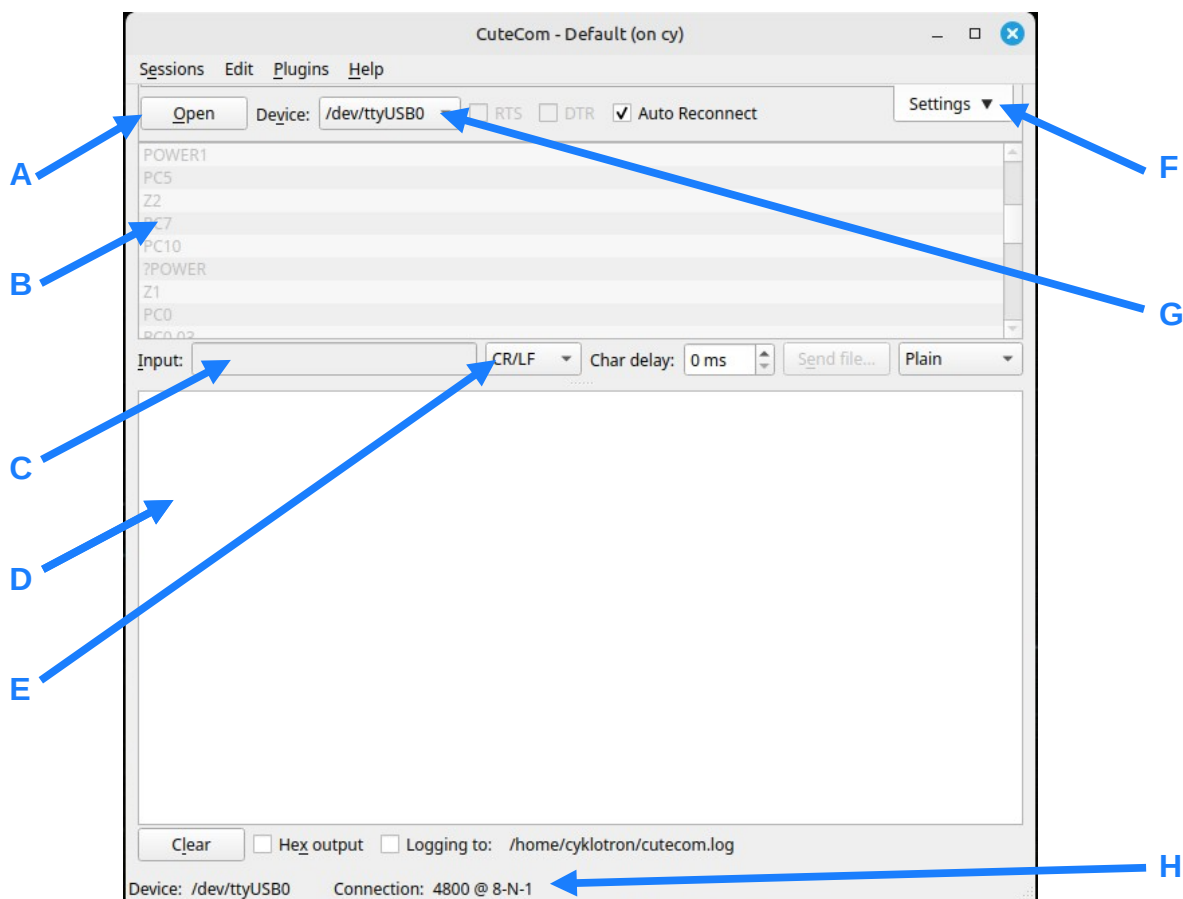 CuteCom - Default (on cy)
Sessions Edit Plugins Help
Open Device: /dev/ttyUSB0 RTS DTR Auto Reconnect Settings ▼
A
F
POWER1
PC5
Z2
PC7
PC10
?POWER
Z1
PC0
PC0.03
B
G
Input: CR/LF Char delay: 0 ms Send file... Plain
C
D
E
Clear Hex output Logging to: /home/cyklotron/cutecom.log
H
Device: /dev/ttyUSB0 Connection: 4800 @ 8-N-1